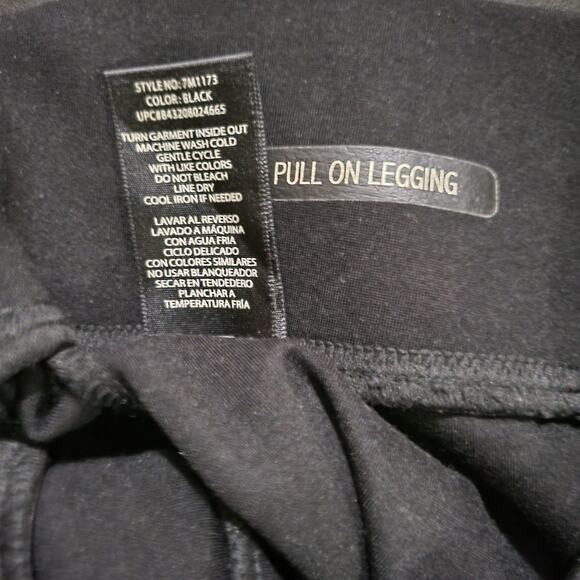 STYLE NO: 7M1173
COLOR: BLACK
UPC#843208024665
TURN GARMENT INSIDE OUT
MACHINE WASH COLD
GENTLE CYCLE
WITH LIKE COLORS
DO NOT BLEACH
LINE DRY
COOL IRON IF NEEDED
LAVAR AL REVERSO
LAVADO A MÁQUINA
CON AGUA FRIA
CICLO DELICADO
CON COLORES SIMILARES
NO USAR BLANQUEADOR
SECAR EN TENDEDERO
PLANCHAR A
TEMPERATURA FRÍA
PULL ON LEGGING